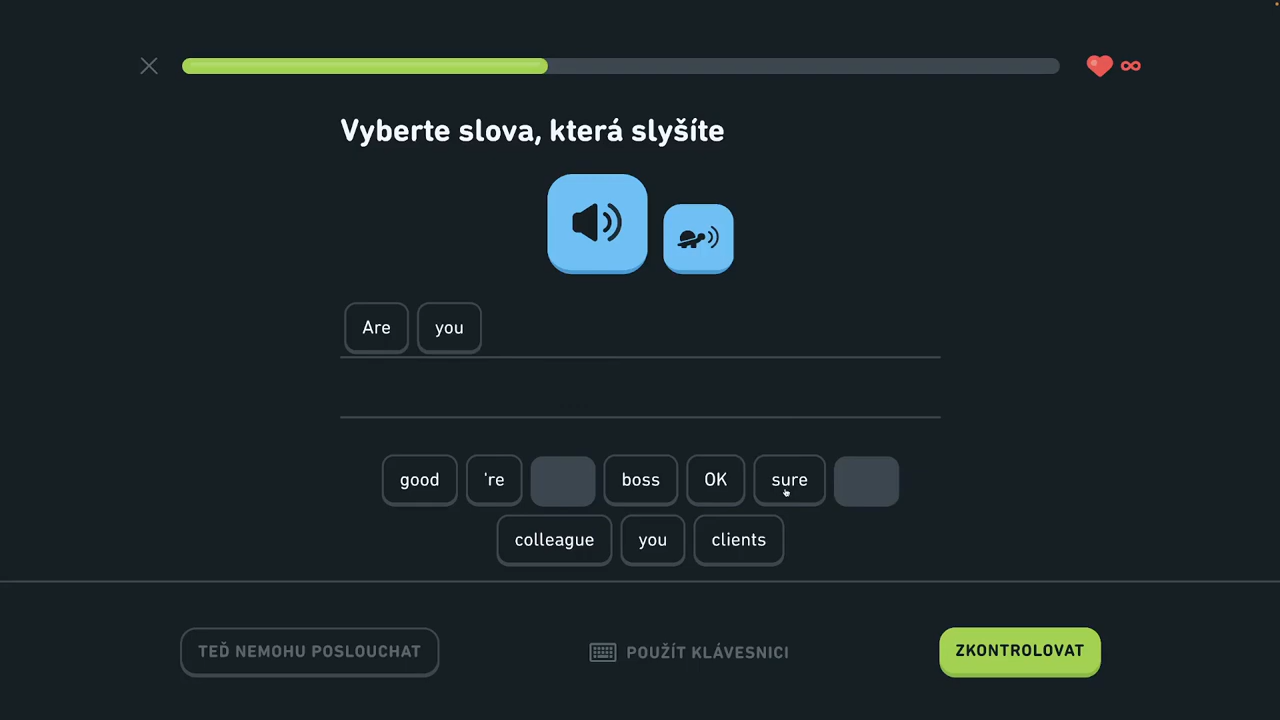 Vyberte slova, která slyšíte
Are you
good 're boss OK sure
colleague you clients
TEĎ NEMOHU POSLOUCHAT POUŽÍT KLÁVESNICI ZKONTROLOVAT